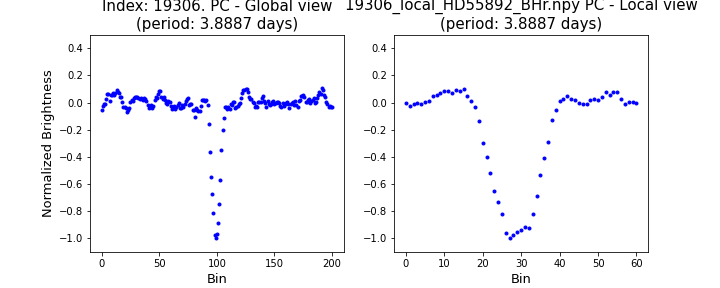 Index: 19306. PC - Global view
(period: 3.8887 days)
19306_local_HD55892_BHr.npy PC - Local view
(period: 3.8887 days)
Normalized Brightness
0.4
0.2
0.0
−0.2
−0.4
−0.6
−0.8
−1.0
0 50 100 150 200
Bin
0.4
0.2
0.0
−0.2
−0.4
−0.6
−0.8
−1.0
0 10 20 30 40 50 60
Bin